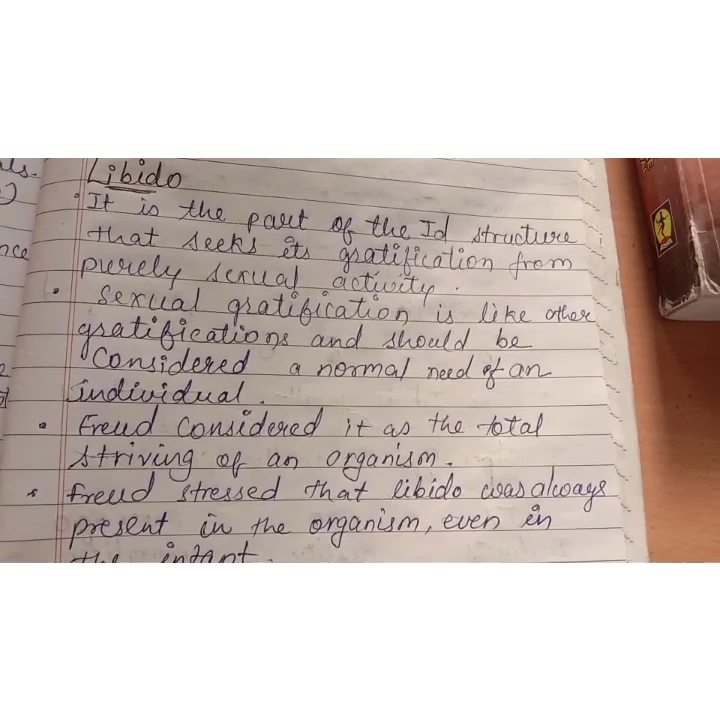 Libido
• It is the part of the Id structure
that seeks its gratification from
purely sexual activity.
• Sexual gratification is like other
gratifications and should be
Considered a normal need of an
individual.
• Freud Considered it as the total
striving of an organism.
• Freud stressed that libido was always
present in the organism, even in
the infant.